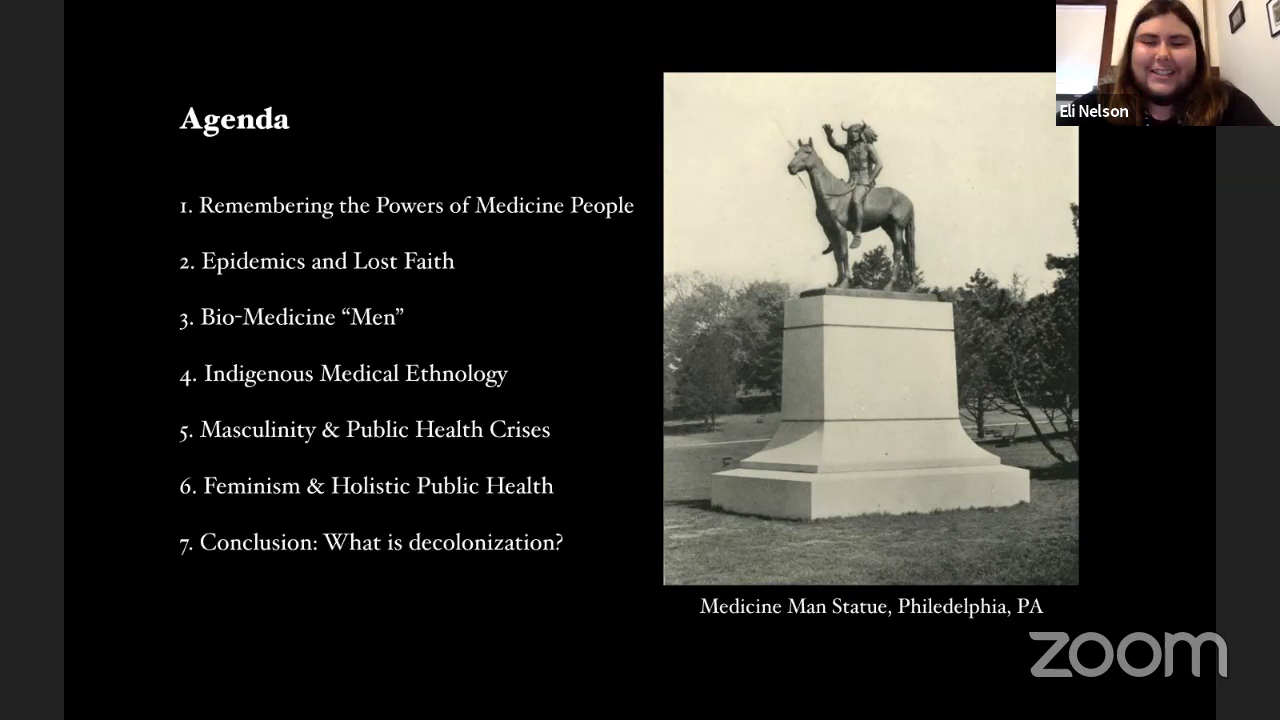 Eli Nelson
Agenda
1. Remembering the Powers of Medicine People
2. Epidemics and Lost Faith
3. Bio-Medicine “Men”
4. Indigenous Medical Ethnology
5. Masculinity & Public Health Crises
6. Feminism & Holistic Public Health
7. Conclusion: What is decolonization?
Medicine Man Statue, Philedelphia, PA
zoom